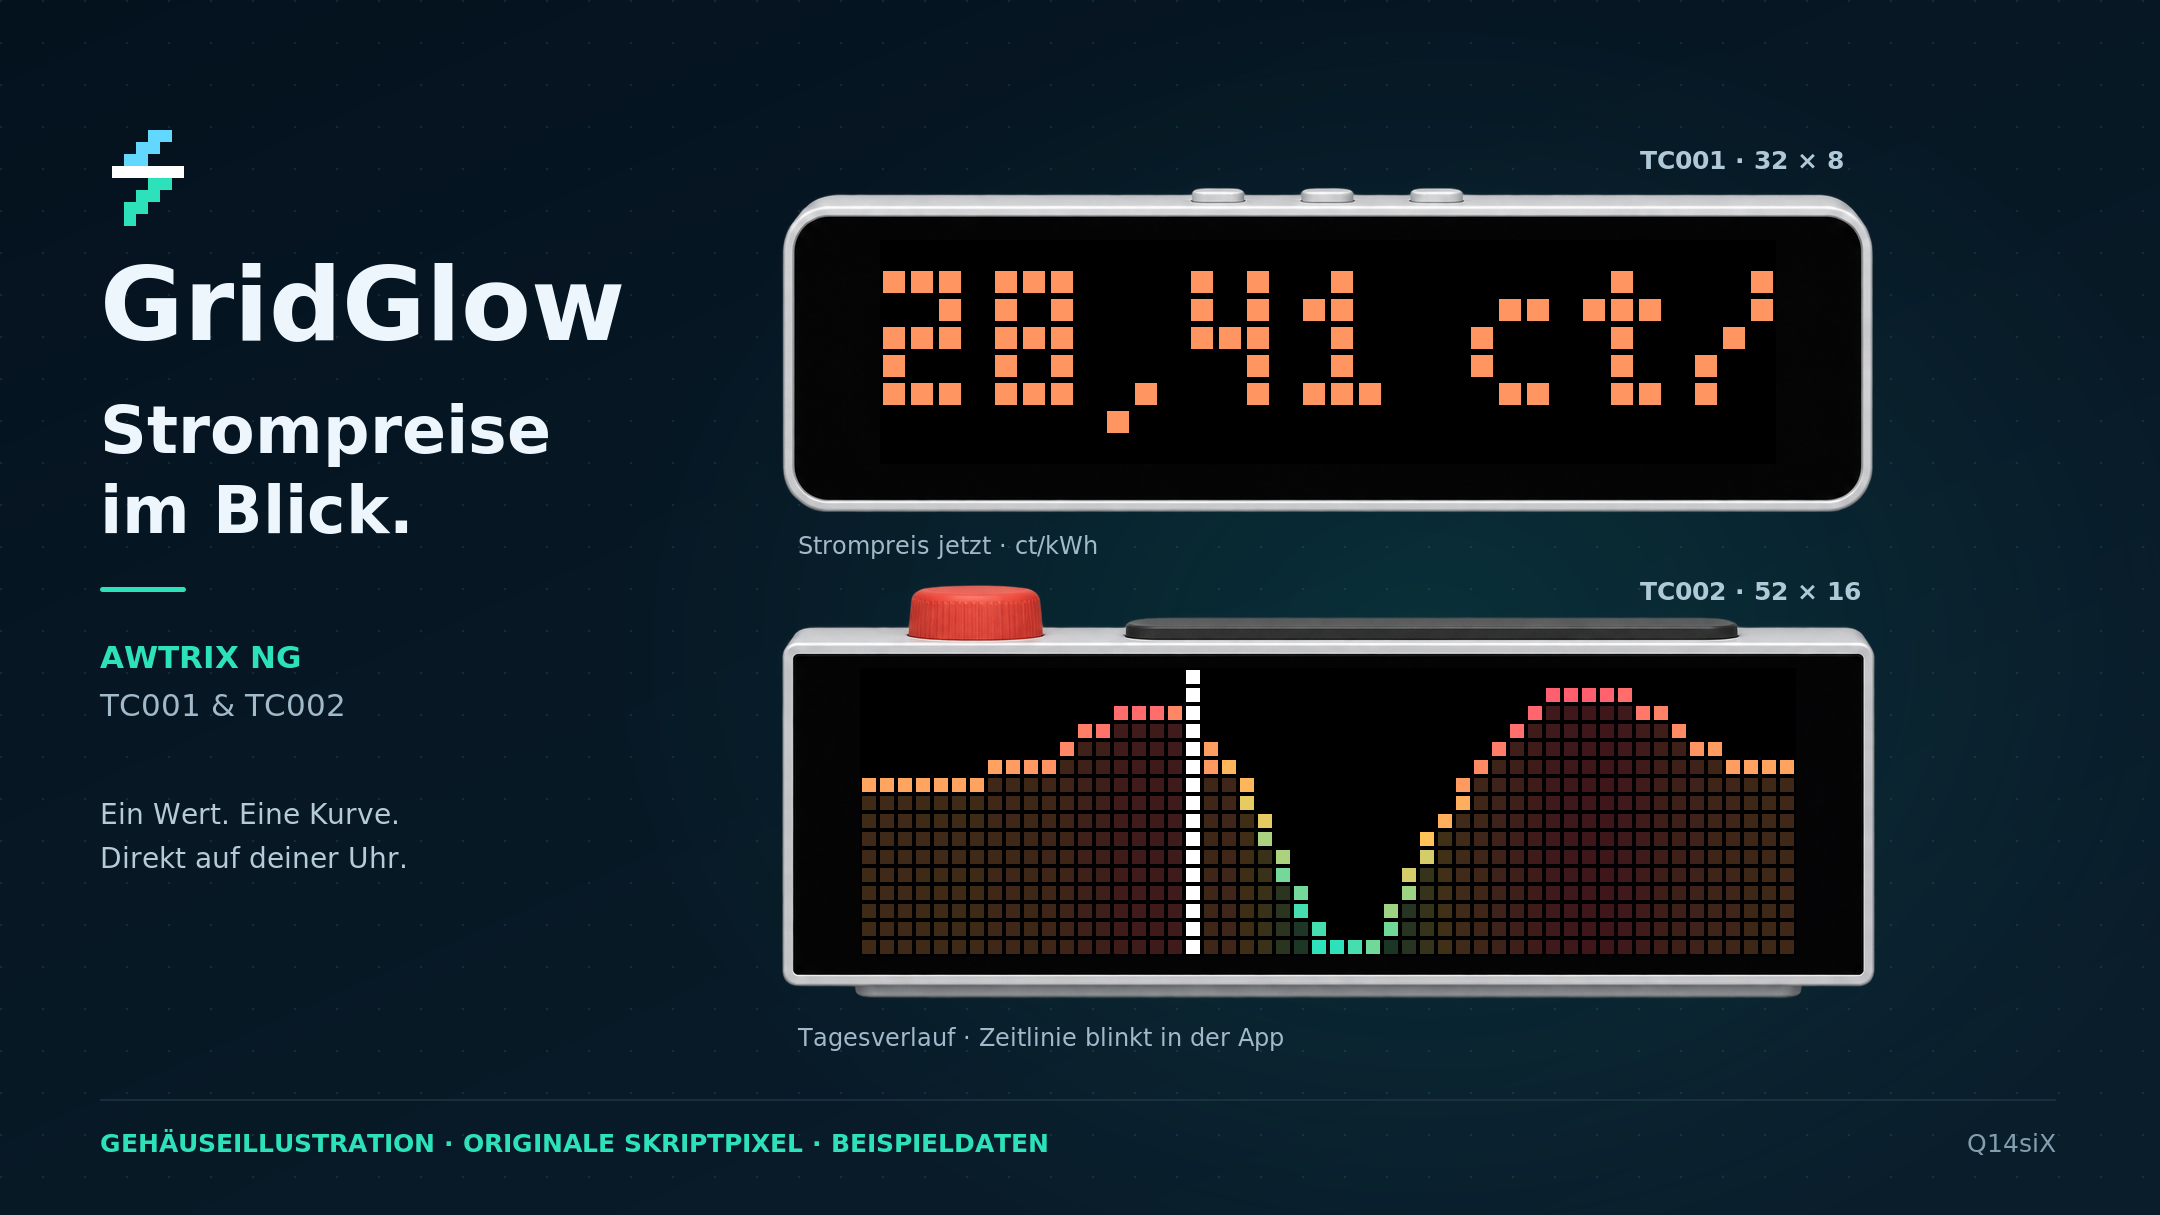 GridGlow
Strompreise
im Blick.
AWTRIX NG
TC001 & TC002
Ein Wert. Eine Kurve.
Direkt auf deiner Uhr.
TC001 · 32 × 8
28,41 ct/
Strompreis jetzt · ct/kWh
TC002 · 52 × 16
Tagesverlauf · Zeitlinie blinkt in der App
GEHÄUSEILLUSTRATION · ORIGINALE SKRIPTPIXEL · BEISPIELDATEN
Q14siX